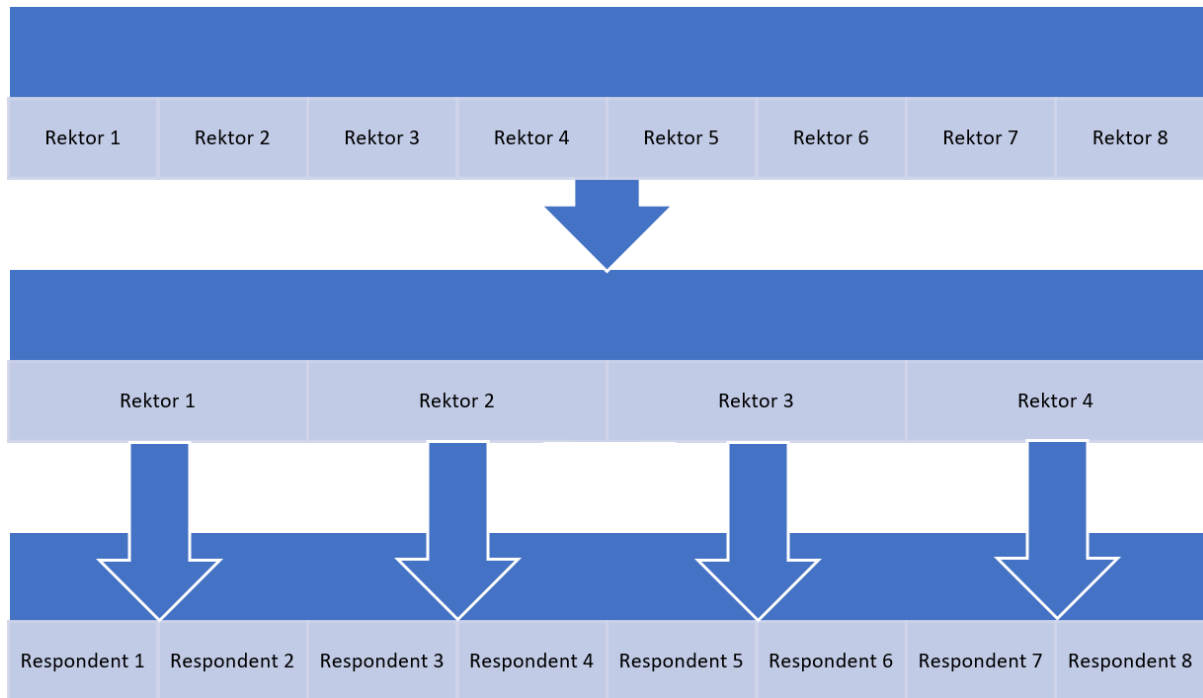 Rektor 1 Rektor 2 Rektor 3 Rektor 4 Rektor 5 Rektor 6 Rektor 7 Rektor 8
Rektor 1 Rektor 2 Rektor 3 Rektor 4
Respondent 1 Respondent 2 Respondent 3 Respondent 4 Respondent 5 Respondent 6 Respondent 7 Respondent 8